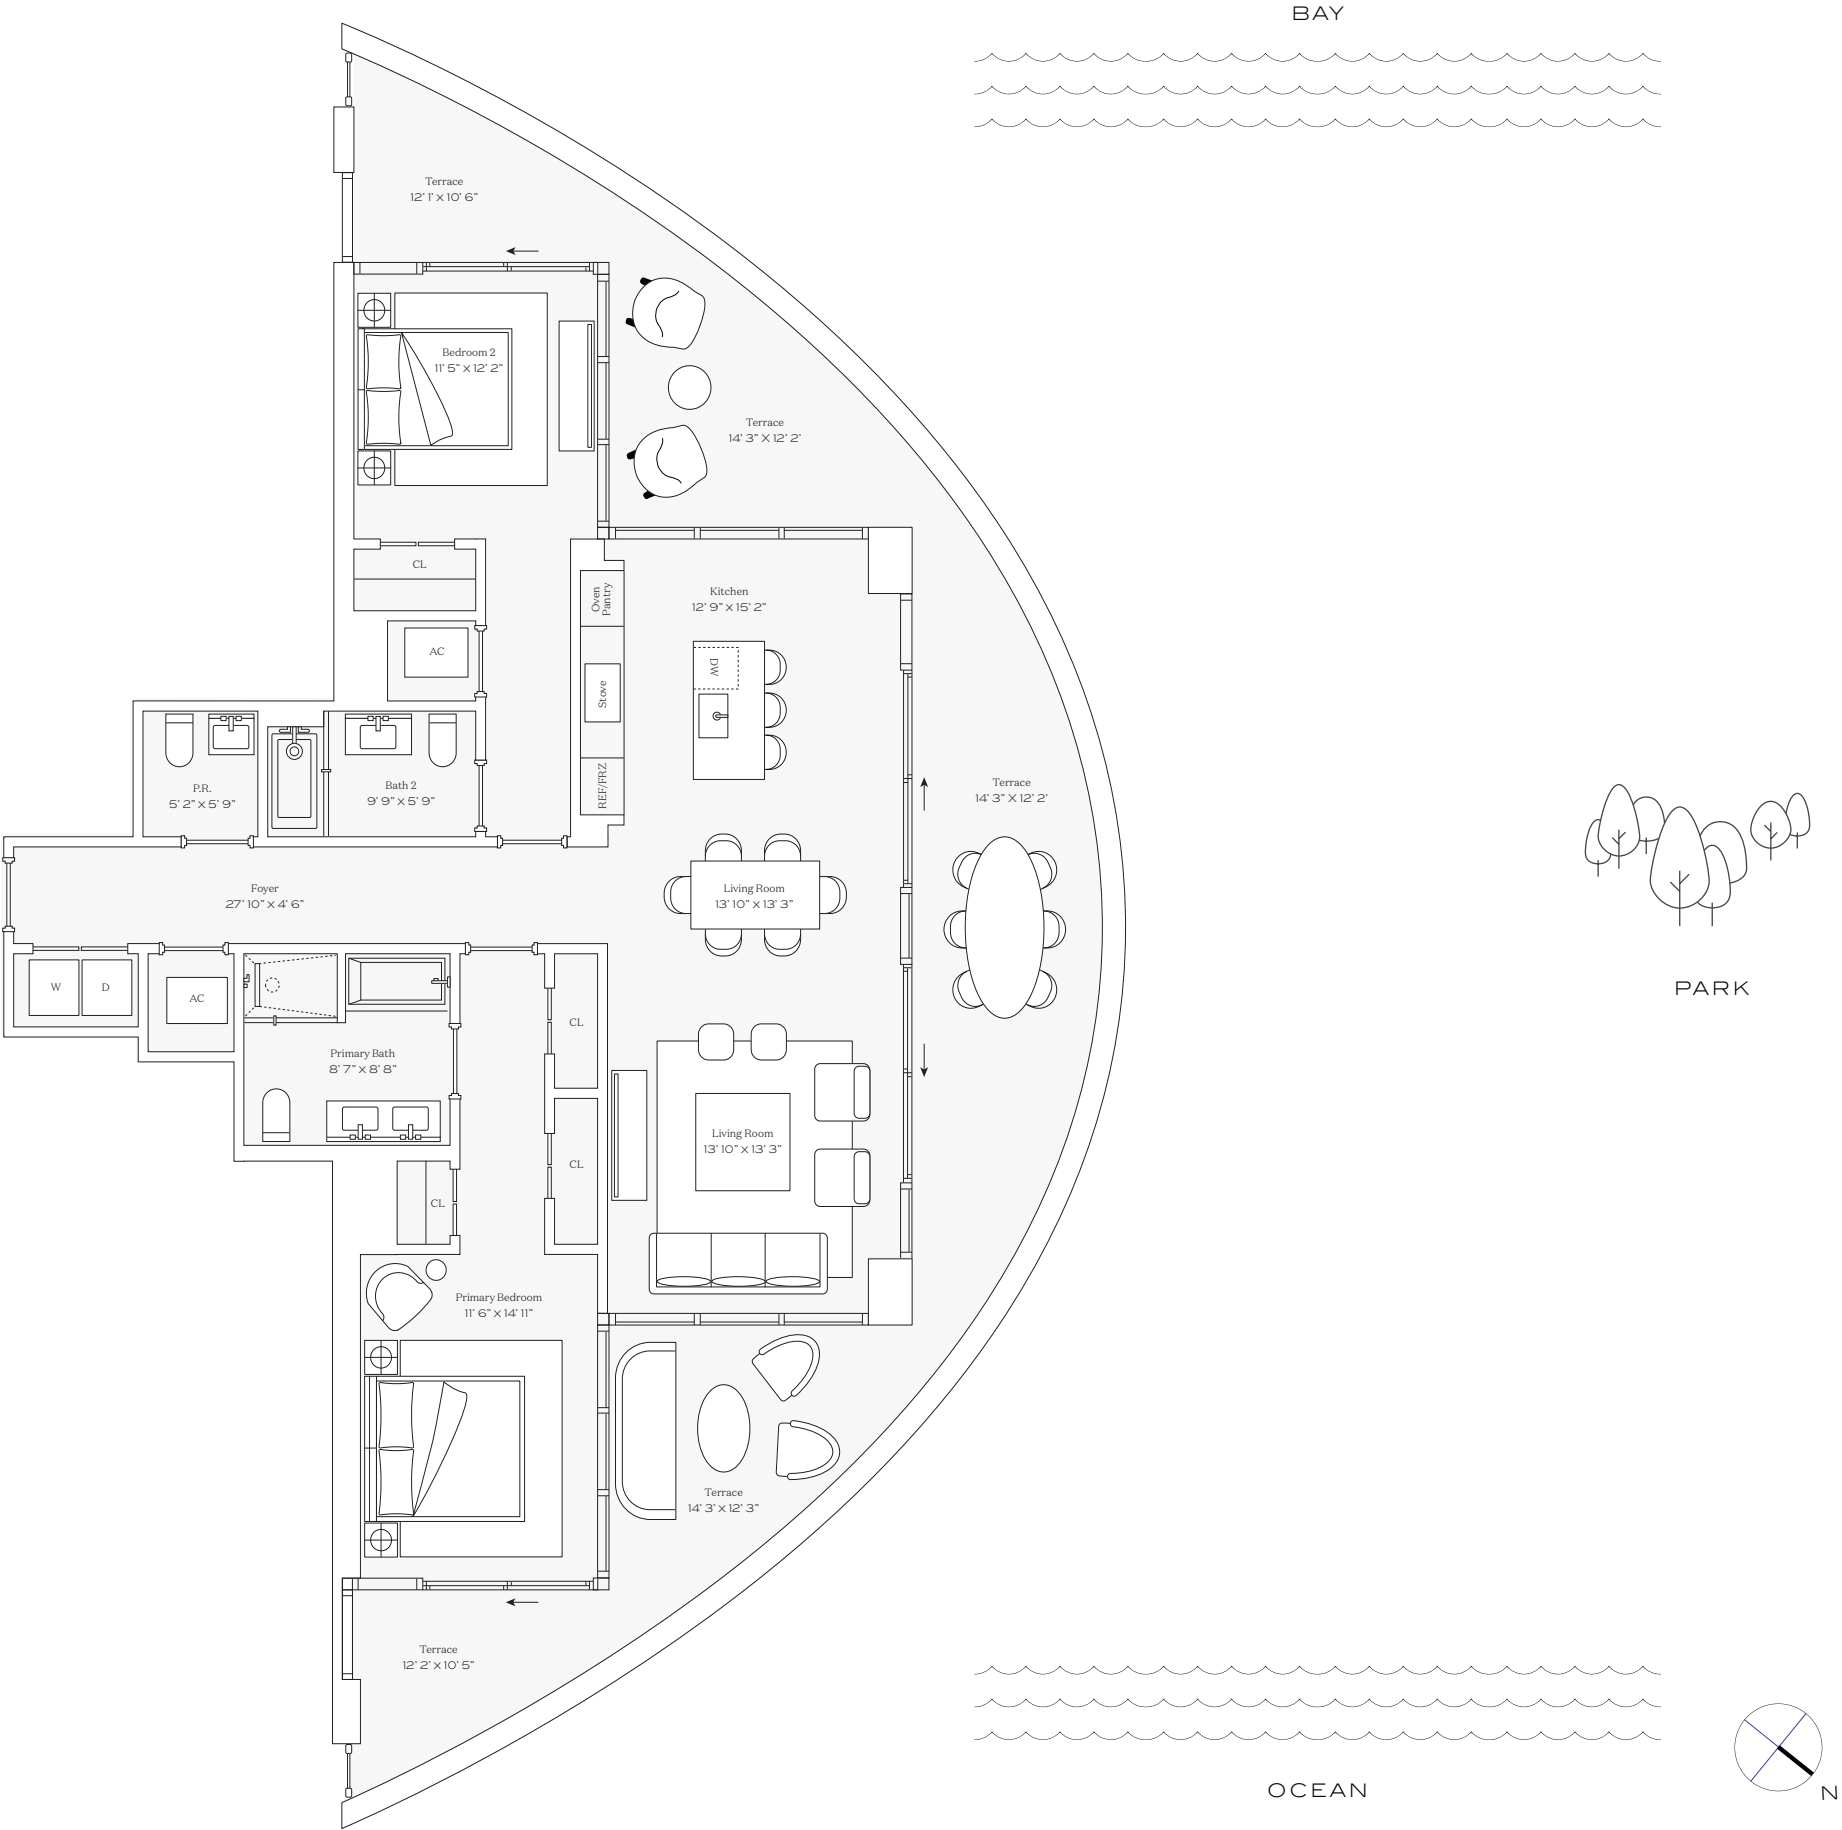 BAY
Terrace
12’ 1’ X 10’ 6”
Bedroom 2
11’ 5” X 12’ 2”
Terrace
14’ 3” X 12’ 2’
CL
Oven
Pantry
Kitchen
12’ 9” X 15’ 2”
AC
DW
Stove
P.R.
5’ 2” X 5’ 9”
Bath 2
9’ 9” X 5’ 9”
REF/FRZ
Terrace
14’ 3” X 12’ 2’
Foyer
27’ 10” X 4’ 6”
Living Room
13’ 10” X 13’ 3”
W
D
AC
CL
PARK
Primary Bath
8’ 7” X 8’ 8”
Living Room
13’ 10” X 13’ 3”
CL
CL
Primary Bedroom
11’ 6” X 14’ 11”
Terrace
14’ 3’ X 12’ 3”
Terrace
12’ 2’ X 10’ 5”
OCEAN
N